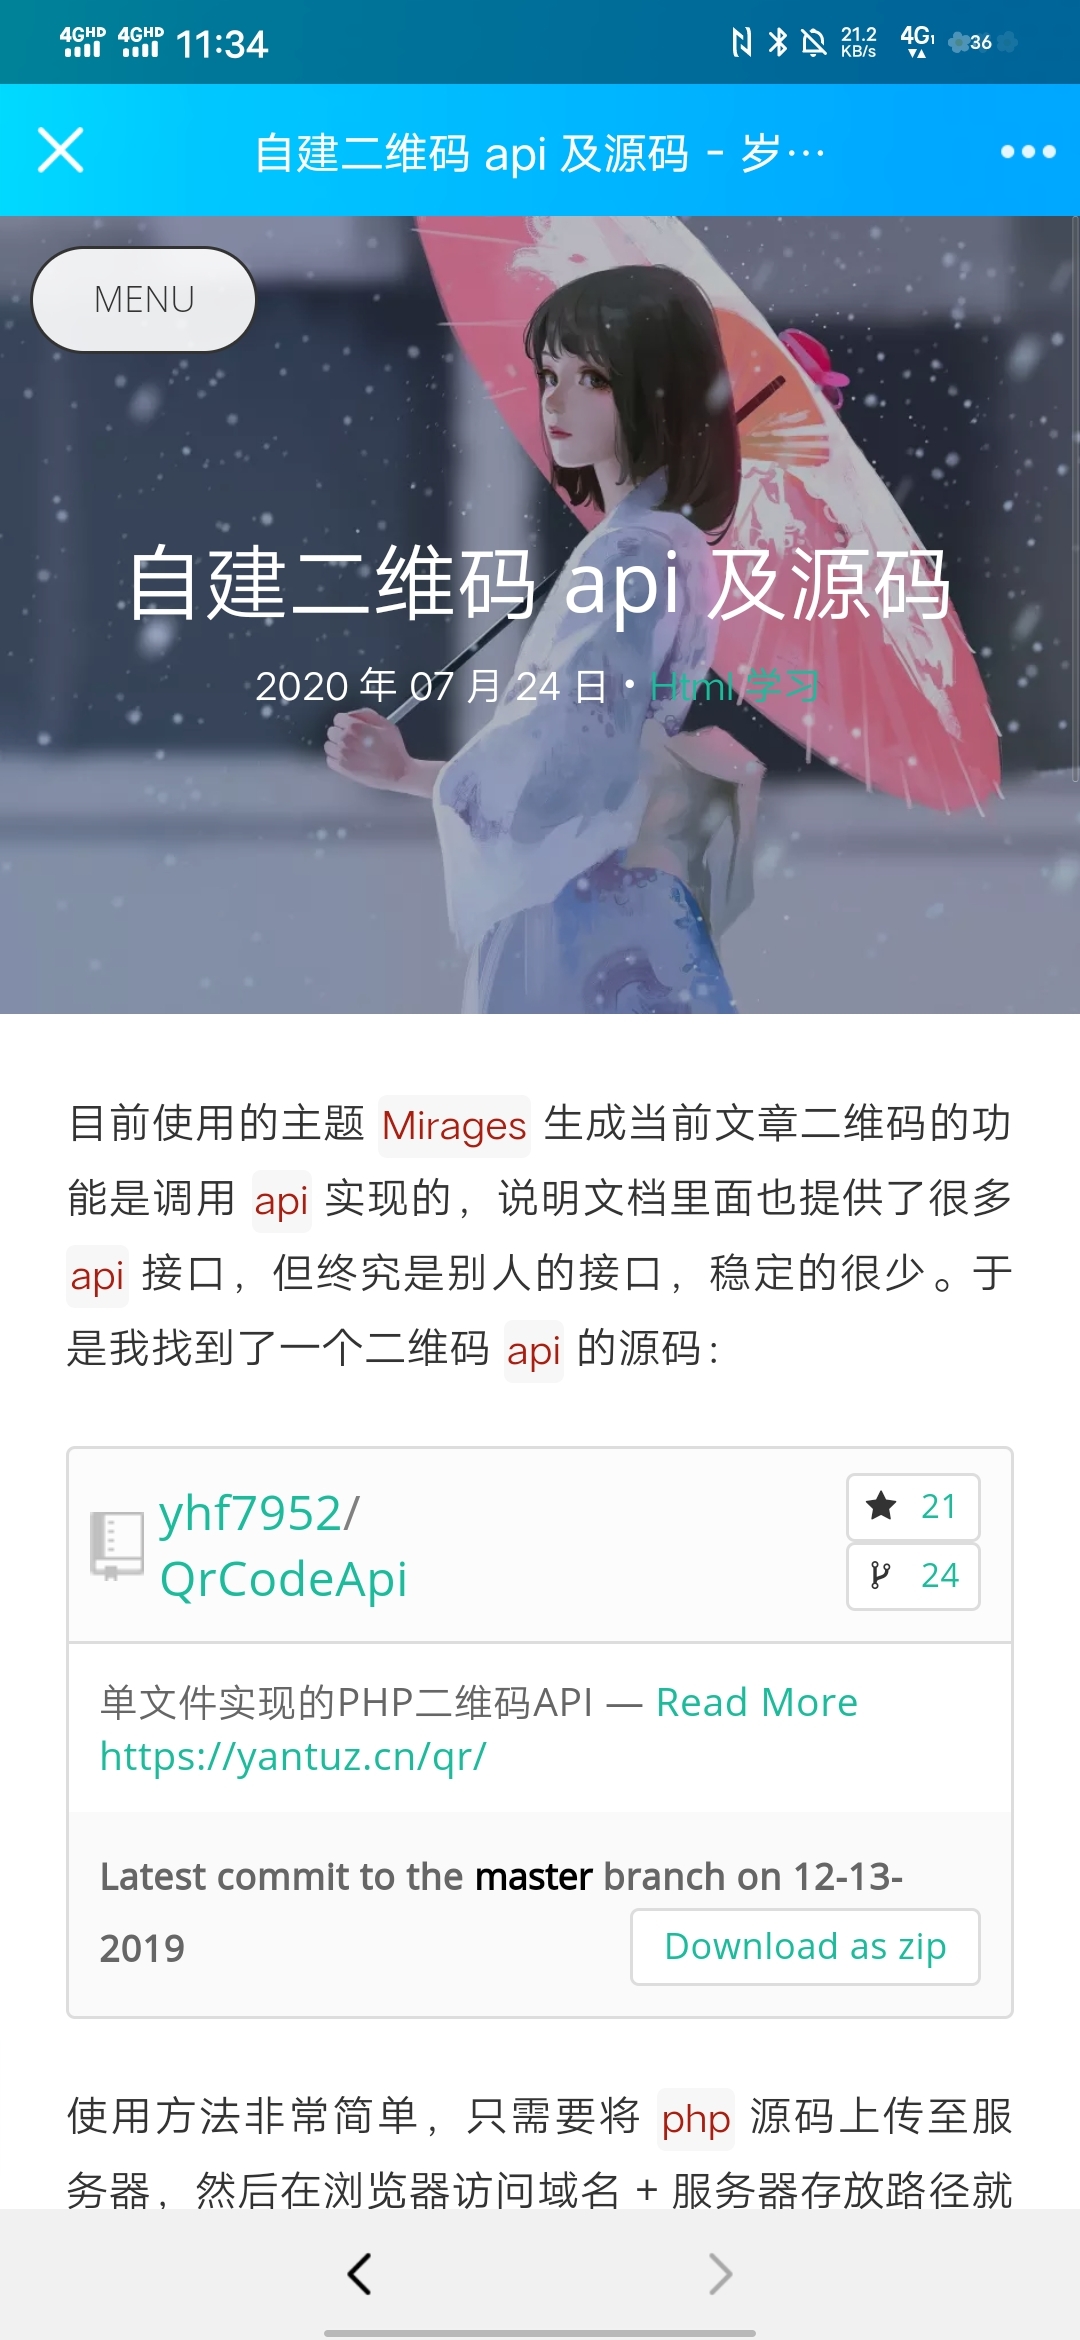 4GHD 4GHD 11:34 21.2 KB/s 4G1 36
自建二维码 api 及源码 - 岁…
MENU
自建二维码 api 及源码
2020 年 07 月 24 日 • Html 学习
目前使用的主题 Mirages 生成当前文章二维码的功
能是调用 api 实现的，说明文档里面也提供了很多
api 接口，但终究是别人的接口，稳定的很少。于
是我找到了一个二维码 api 的源码：
yhf7952/
QrCodeApi
21
24
单文件实现的PHP二维码API — Read More
https://yantuz.cn/qr/
Latest commit to the master branch on 12-13-
2019
Download as zip
使用方法非常简单，只需要将 php 源码上传至服
务器，然后在浏览器访问域名 + 服务器存放路径就